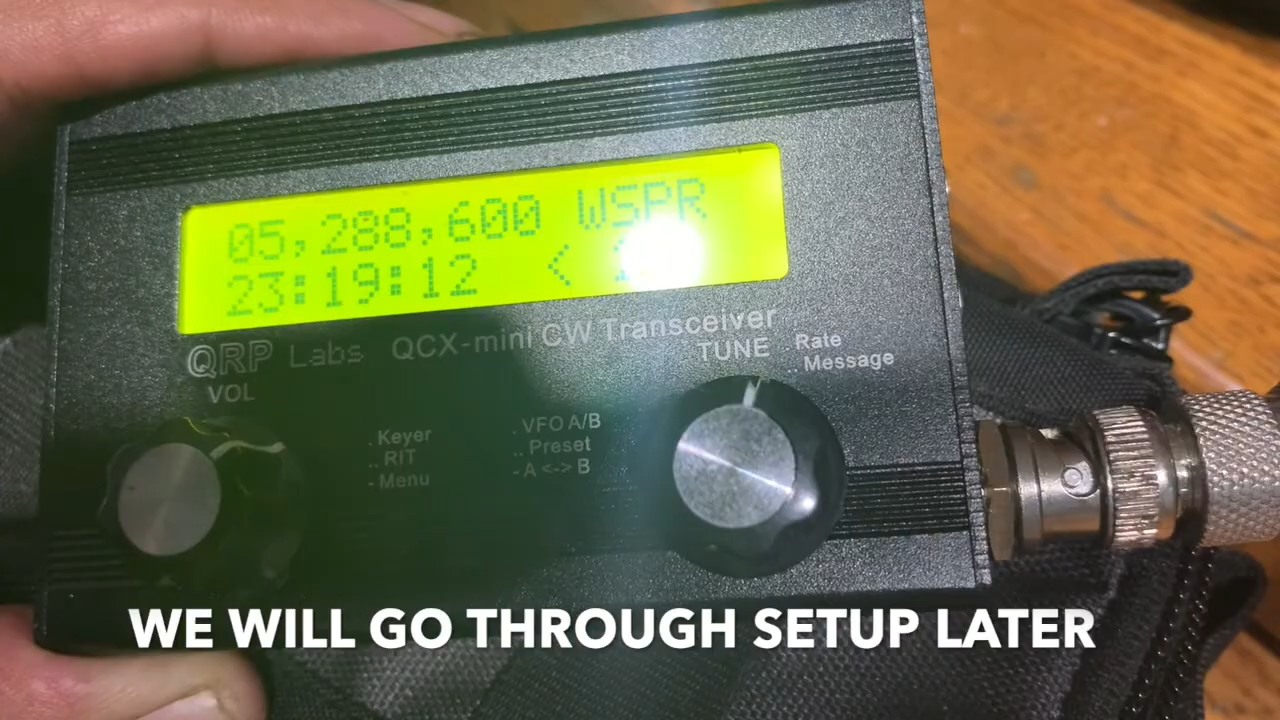 05,288,600 WSPR
23:19:12 <
QRP Labs QCX-mini CW Transceiver
VOL
TUNE
. Rate
.. Message
. Keyer
.. RIT
- Menu
. VFO A/B
.. Preset
- A <-> B
WE WILL GO THROUGH SETUP LATER